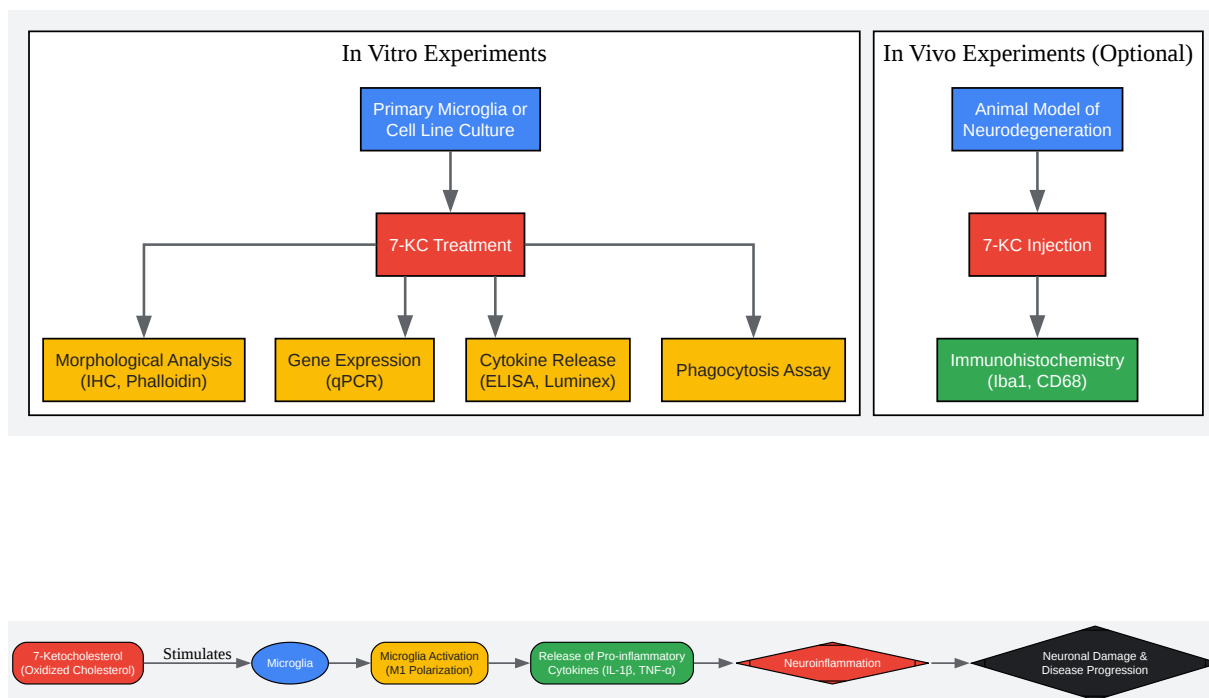 In Vitro Experiments
Primary Microglia or
Cell Line Culture
7-KC Treatment
Morphological Analysis
(IHC, Phalloidin)
Gene Expression
(qPCR)
Cytokine Release
(ELISA, Luminex)
Phagocytosis Assay
In Vivo Experiments (Optional)
Animal Model of
Neurodegeneration
7-KC Injection
Immunohistochemistry
(Iba1, CD68)
7-Ketocholesterol
(Oxidized Cholesterol)
Stimulates
Microglia
Microglia Activation
(M1 Polarization)
Release of Pro-inflammatory
Cytokines (IL-1β, TNF-α)
Neuroinflammation
Neuronal Damage &
Disease Progression